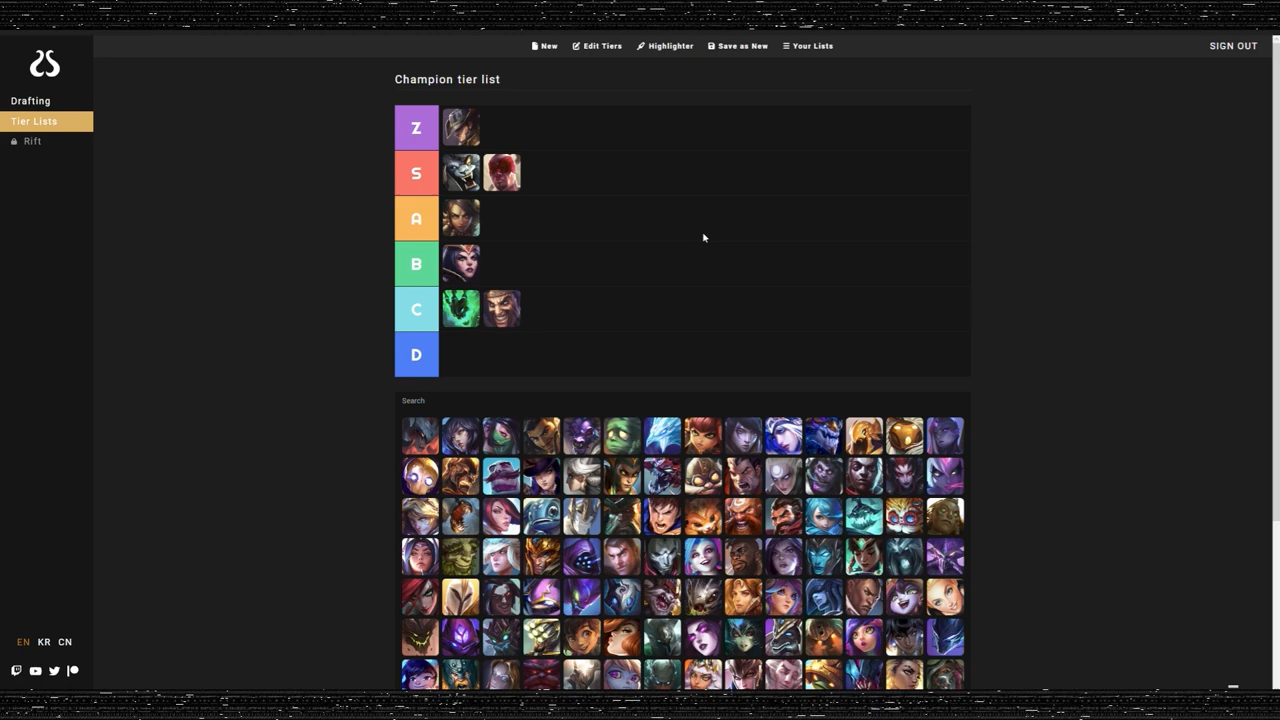 New Edit Tiers Highlighter Save as New Your Lists SIGN OUT
Drafting
Tier Lists
Rift
Champion tier list
Z
S
A
B
C
D
Search
EN KR CN